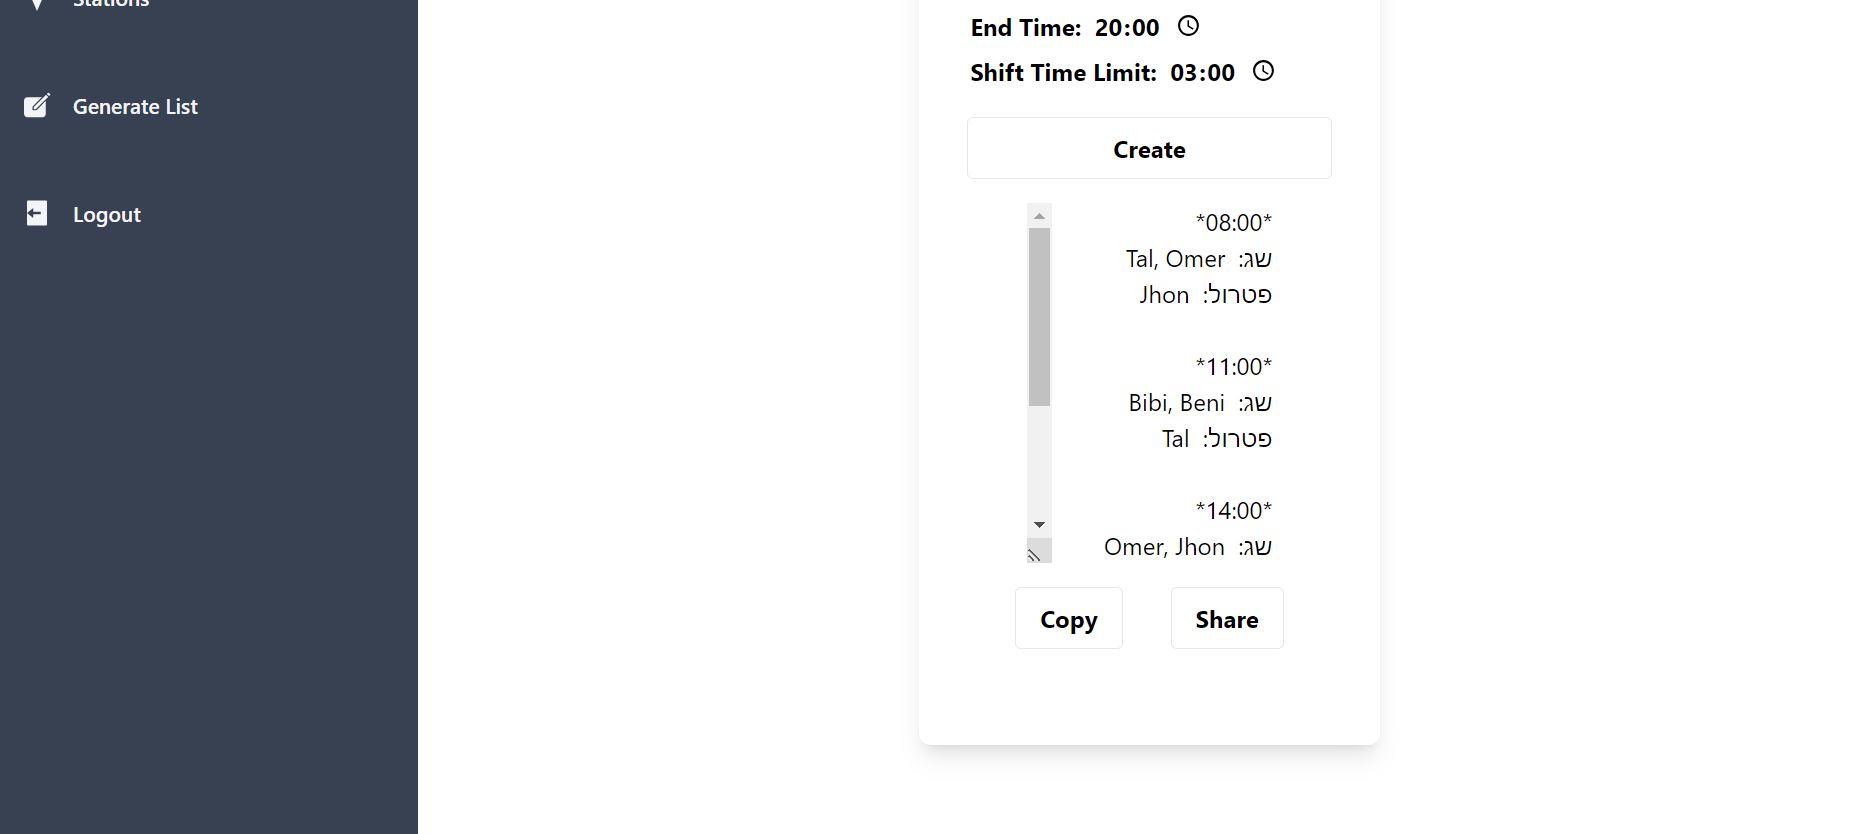 Stations
Generate List
Logout
End Time: 20:00
Shift Time Limit: 03:00
Create
*08:00*
שג: Tal, Omer
פטרול: Jhon
*11:00*
שג: Bibi, Beni
פטרול: Tal
*14:00*
שג: Omer, Jhon
Copy
Share